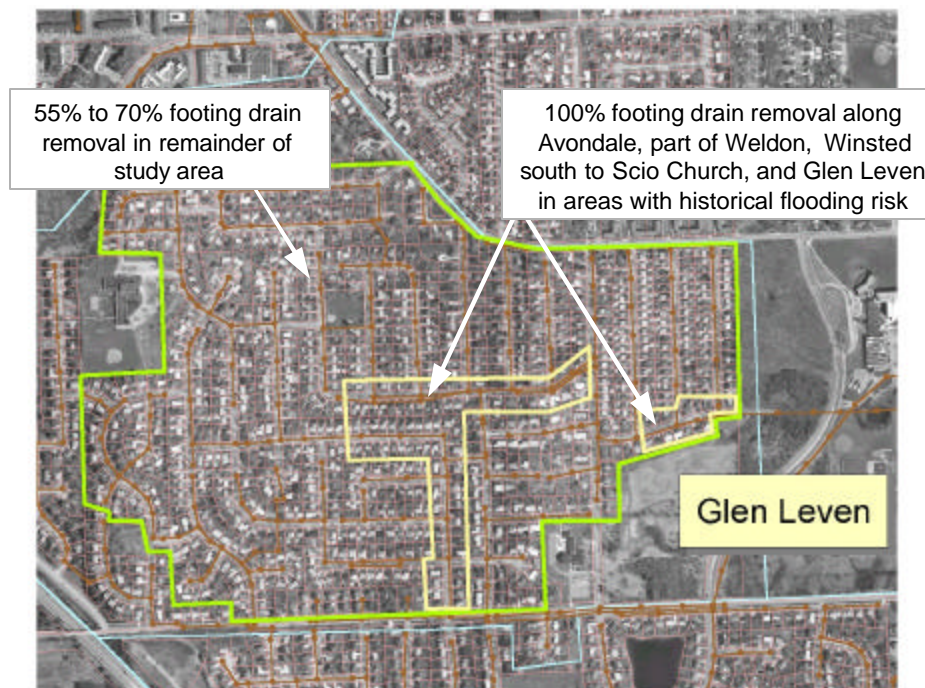 55% to 70% footing drain
removal in remainder of
study area
100% footing drain removal along
Avondale, part of Weldon, Winsted
south to Scio Church, and Glen Leven
in areas with historical flooding risk
Glen Leven